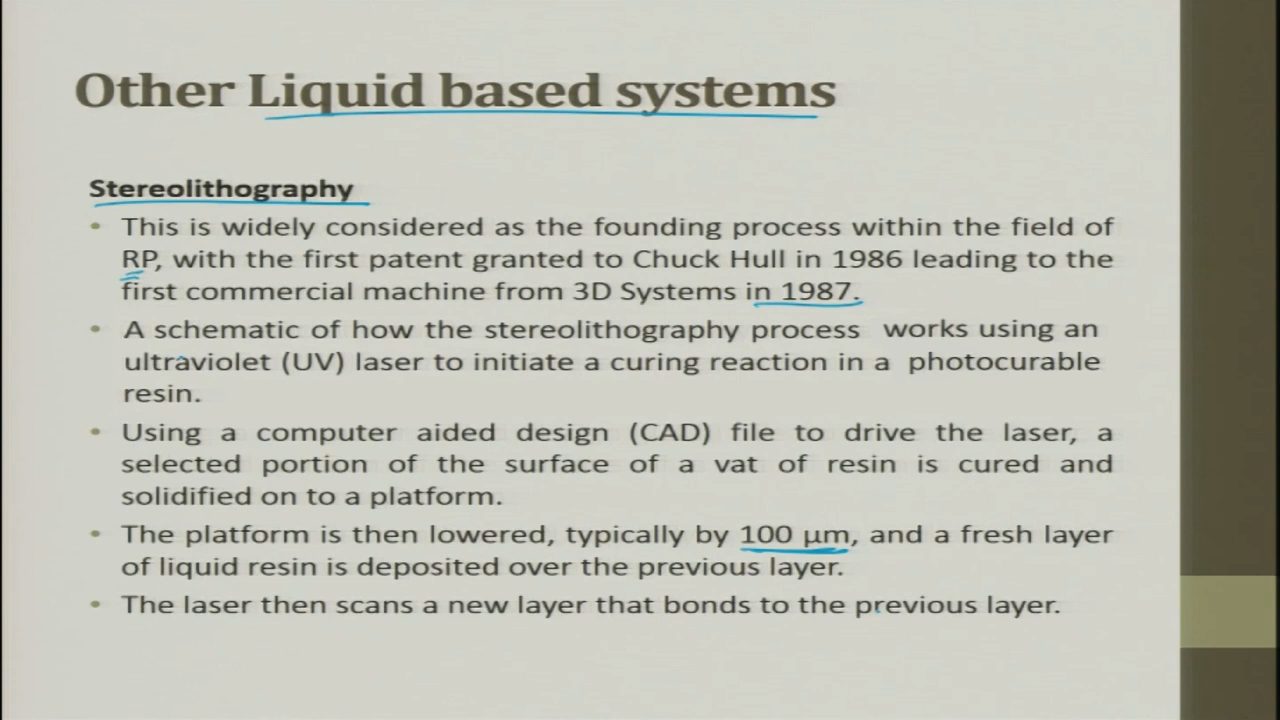 Other Liquid based systems
Stereolithography
• This is widely considered as the founding process within the field of
RP, with the first patent granted to Chuck Hull in 1986 leading to the
first commercial machine from 3D Systems in 1987.
• A schematic of how the stereolithography process works using an
ultraviolet (UV) laser to initiate a curing reaction in a photocurable
resin.
• Using a computer aided design (CAD) file to drive the laser, a
selected portion of the surface of a vat of resin is cured and
solidified on to a platform.
• The platform is then lowered, typically by 100 µm, and a fresh layer
of liquid resin is deposited over the previous layer.
• The laser then scans a new layer that bonds to the previous layer.